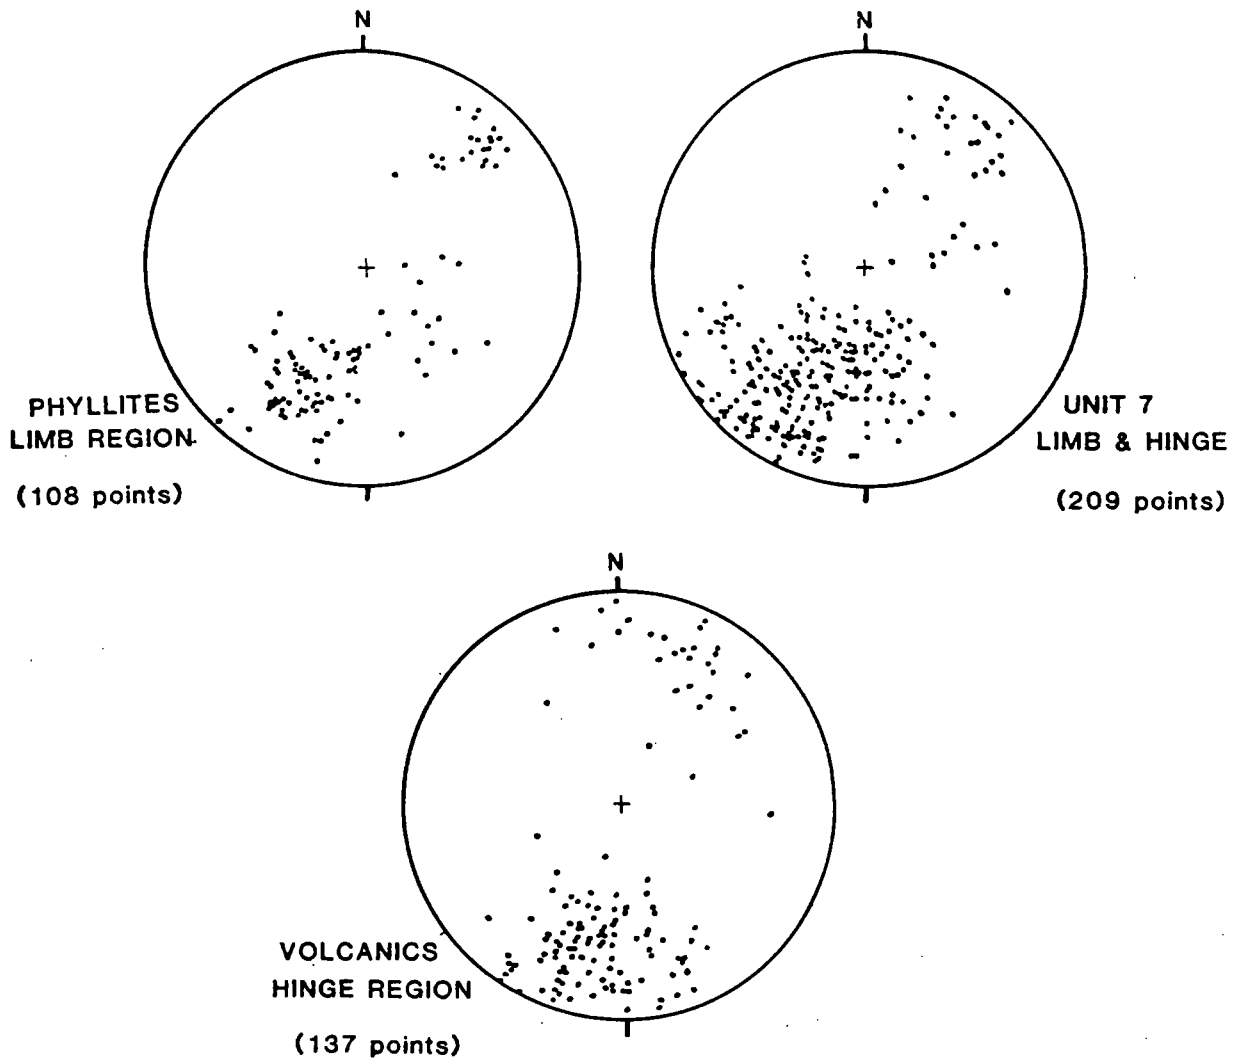 N
N
PHYLLITES
LIMB REGION
(108 points)
UNIT 7
LIMB & HINGE
(209 points)
N
VOLCANICS
HINGE REGION
(137 points)